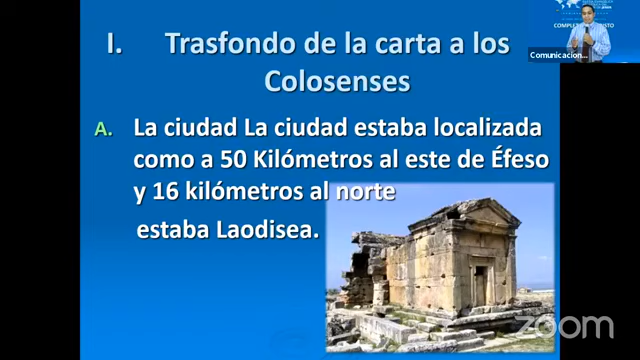 I. Trasfondo de la carta a los
Colosenses
A. La ciudad La ciudad estaba localizada
como a 50 Kilómetros al este de Éfeso
y 16 kilómetros al norte
estaba Laodisea.
Comunicacion...
zoom